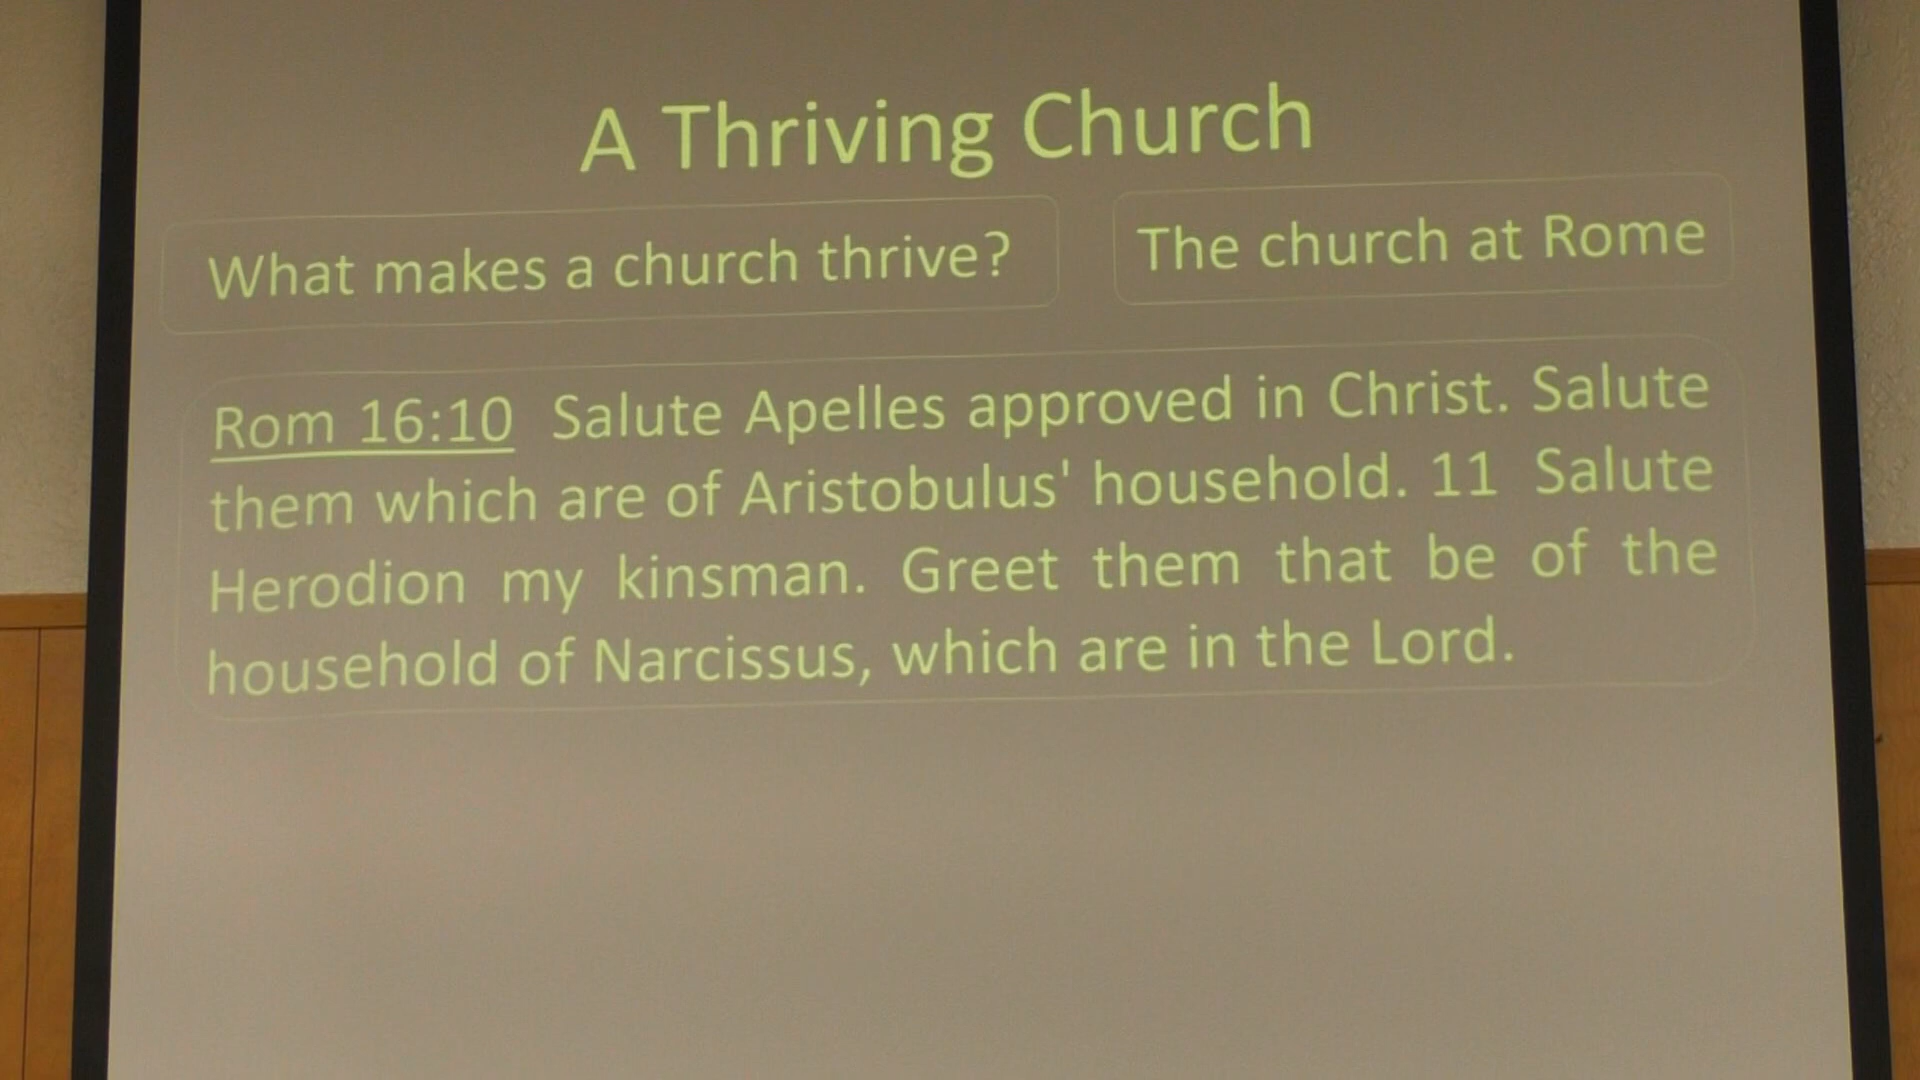 A Thriving Church
What makes a church thrive?
The church at Rome
Rom 16:10 Salute Apelles approved in Christ. Salute
them which are of Aristobulus' household. 11 Salute
Herodion my kinsman. Greet them that be of the
household of Narcissus, which are in the Lord.